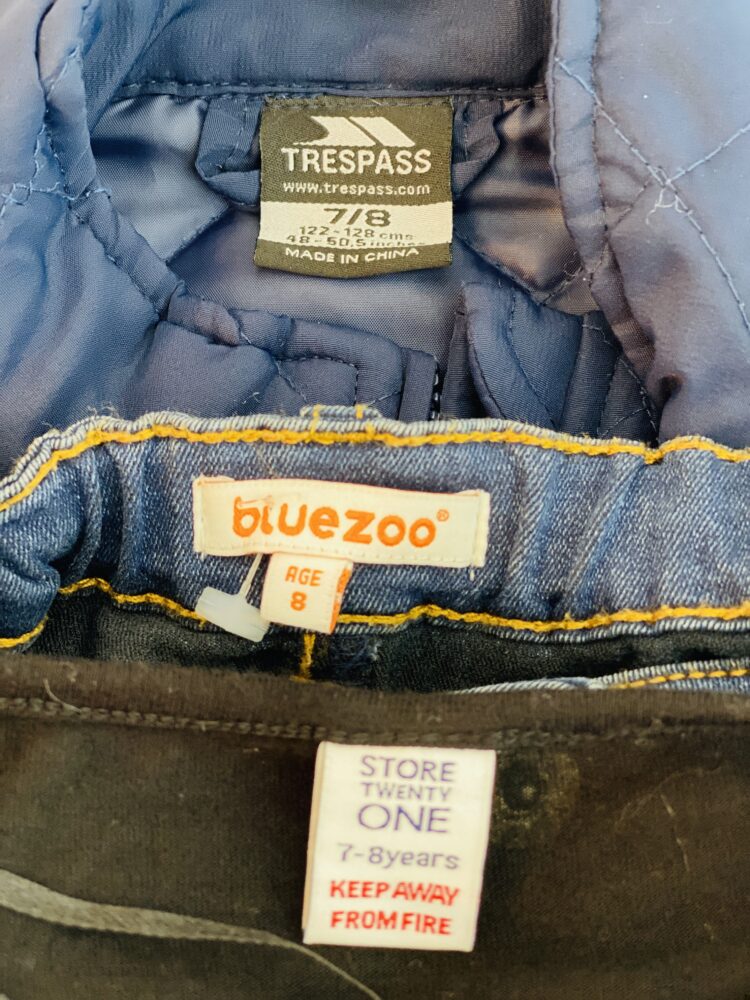 TRESPASS
www.trespass.com
7/8
122-128 cms
48-50,5 inches
MADE IN CHINA
bluezoo®
AGE
8
STORE
TWENTY
ONE
7-8years
KEEP AWAY
FROM FIRE